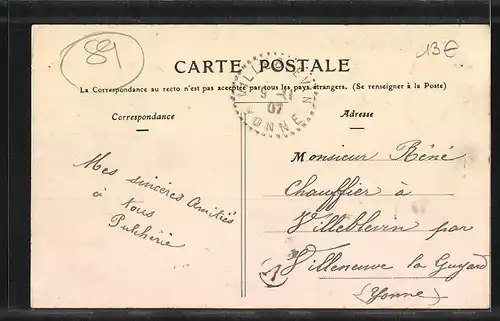 89
13€
CARTE POSTALE
La Correspondance au recto n'est pas acceptée par tous les pays étrangers. (Se renseigner à la Poste)
Correspondance
Adresse
07
YONNE
Mes sincères Amitiés
à tous
Pulchérie
Monsieur Réné
Chauffier à
Villeblevin par
Villeneuve la Guyard
(Yonne)